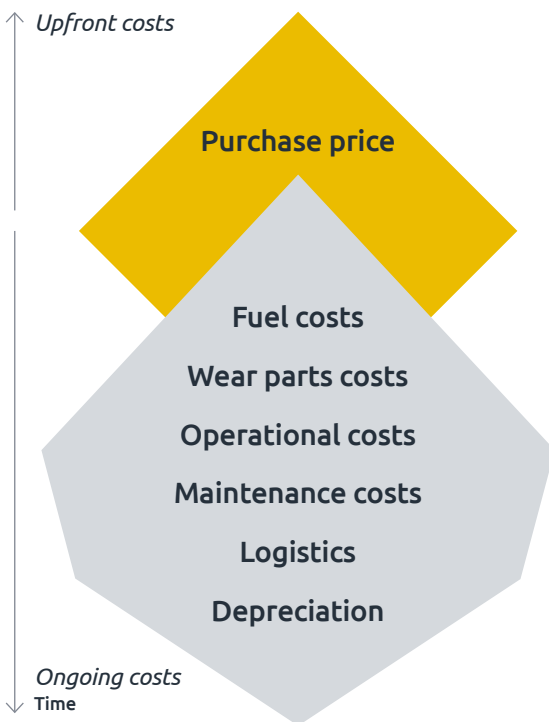 Upfront costs
Purchase price
Fuel costs
Wear parts costs
Operational costs
Maintenance costs
Logistics
Depreciation
Ongoing costs
Time